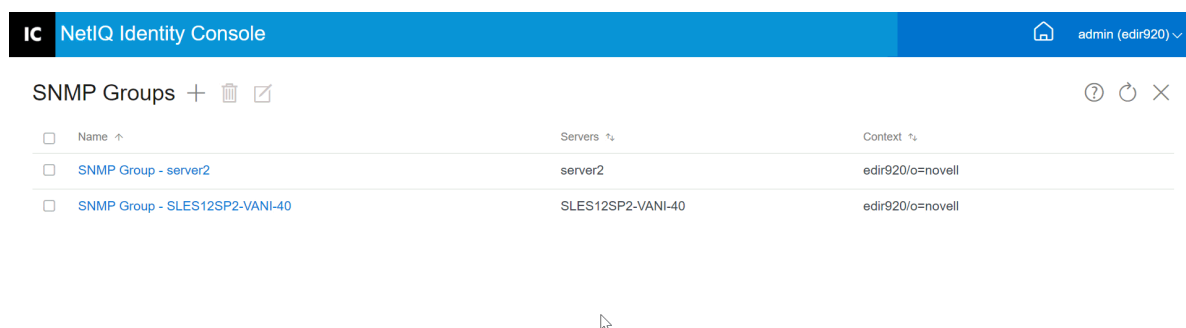 IC NetIQ Identity Console admin (edir920)
SNMP Groups
Name Servers Context
SNMP Group - server2 server2 edir920/o=novell
SNMP Group - SLES12SP2-VANI-40 SLES12SP2-VANI-40 edir920/o=novell